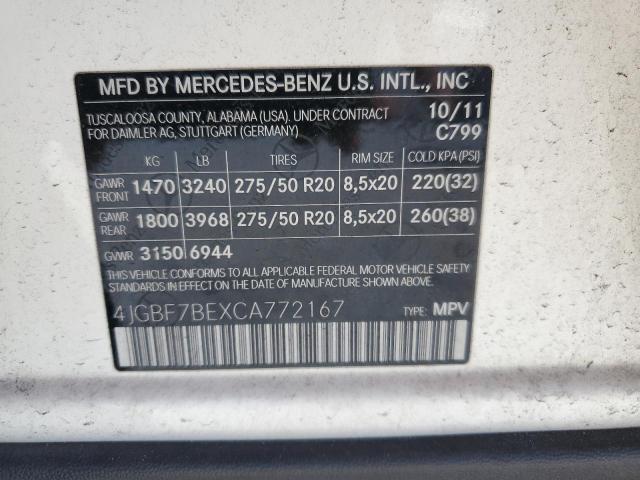 MFD BY MERCEDES-BENZ U.S. INTL., INC
TUSCALOOSA COUNTY, ALABAMA (USA). UNDER CONTRACT 10/11
FOR DAIMLER AG, STUTTGART (GERMANY) C799
KG LB TIRES RIM SIZE COLD KPA (PSI)
GAWR FRONT 1470 3240 275/50 R20 8,5x20 220(32)
GAWR REAR 1800 3968 275/50 R20 8,5x20 260(38)
GVWR 3150 6944
THIS VEHICLE CONFORMS TO ALL APPLICABLE FEDERAL MOTOR VEHICLE SAFETY
STANDARDS IN EFFECT ON THE DATE OF MANUFACTURE SHOWN ABOVE.
4JGBF7BEXCA772167 TYPE: MPV